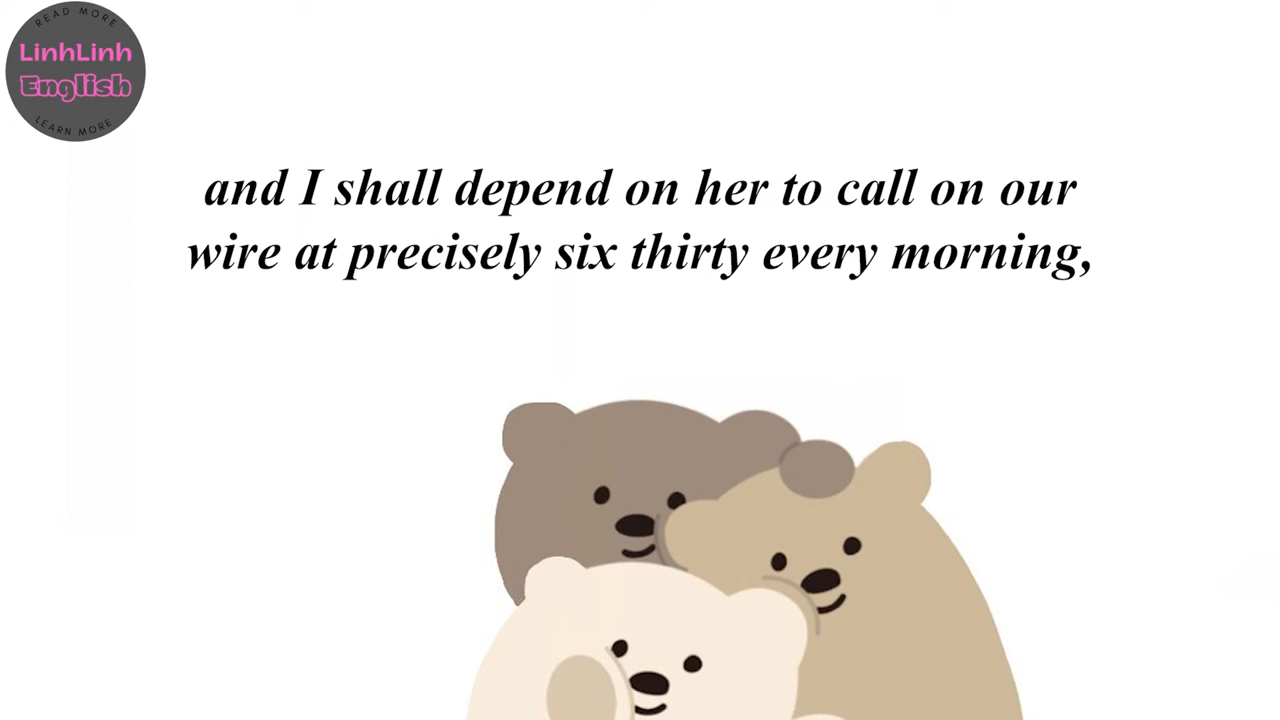 READ MORE
LinhLinh
English
LEARN MORE
and I shall depend on her to call on our
wire at precisely six thirty every morning,